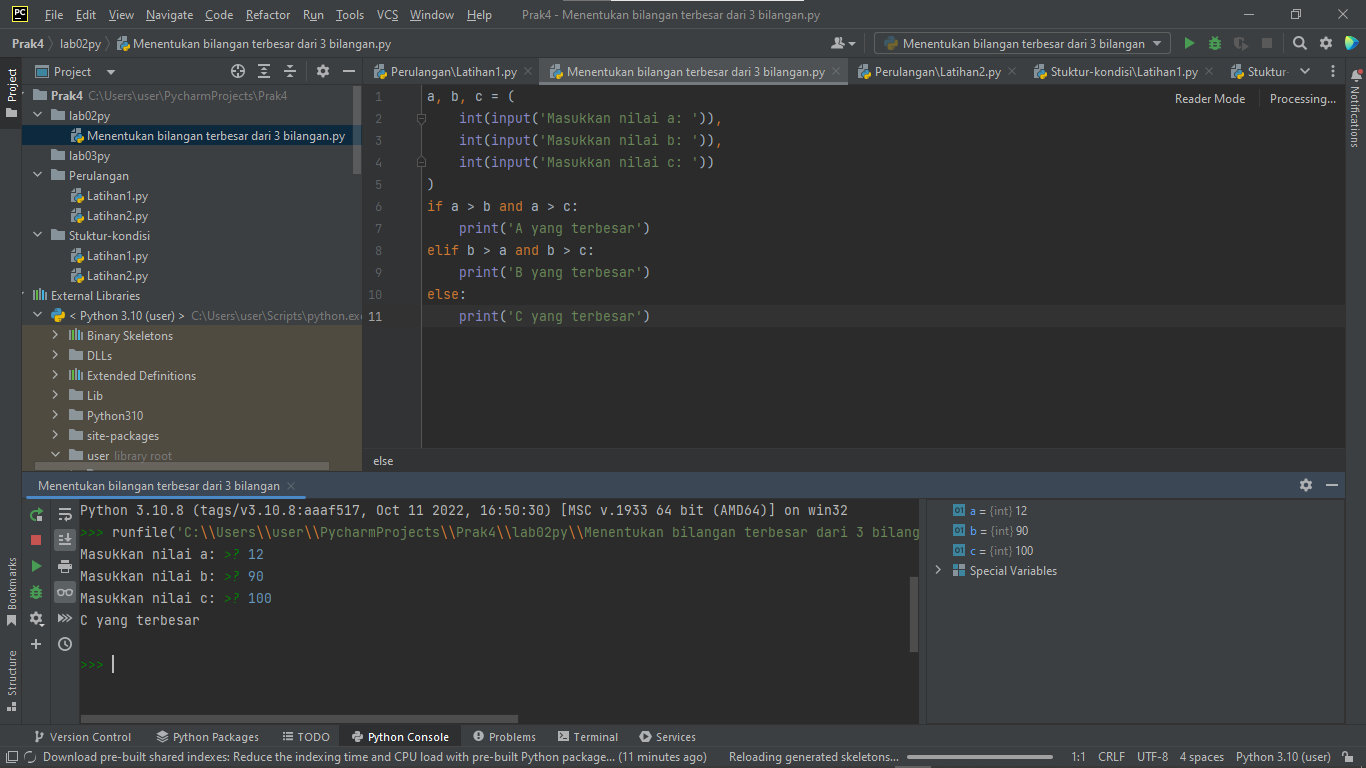 PC File Edit View Navigate Code Refactor Run Tools VCS Window Help Prak4 - Menentukan bilangan terbesar dari 3 bilangan.py
Prak4 lab02py Menentukan bilangan terbesar dari 3 bilangan.py Menentukan bilangan terbesar dari 3 bilangan
Project
Project
Prak4 C:\Users\user\PycharmProjects\Prak4
lab02py
Menentukan bilangan terbesar dari 3 bilangan.py
lab03py
Perulangan
Latihan1.py
Latihan2.py
Stuktur-kondisi
Latihan1.py
Latihan2.py
External Libraries
< Python 3.10 (user) > C:\Users\user\Scripts\python.exe
Binary Skeletons
DLLs
Extended Definitions
Lib
Python310
site-packages
user library root
Perulangan\Latihan1.py Menentukan bilangan terbesar dari 3 bilangan.py Perulangan\Latihan2.py Stuktur-kondisi\Latihan1.py Stuktur-
Reader Mode Processing...
Notifications
1 a, b, c = (
2 int(input('Masukkan nilai a: ')),
3 int(input('Masukkan nilai b: ')),
4 int(input('Masukkan nilai c: '))
5 )
6 if a > b and a > c:
7 print('A yang terbesar')
8 elif b > a and b > c:
9 print('B yang terbesar')
10 else:
11 print('C yang terbesar')
else
Menentukan bilangan terbesar dari 3 bilangan
Python 3.10.8 (tags/v3.10.8:aaaf517, Oct 11 2022, 16:50:30) [MSC v.1933 64 bit (AMD64)] on win32
>>> runfile('C:\\Users\\user\\PycharmProjects\\Prak4\\lab02py\\Menentukan bilangan terbesar dari 3 bilang
Masukkan nilai a: >? 12
Masukkan nilai b: >? 90
Masukkan nilai c: >? 100
C yang terbesar
>>>
01 a = {int} 12
01 b = {int} 90
01 c = {int} 100
Special Variables
Bookmarks
Structure
Version Control Python Packages TODO Python Console Problems Terminal Services
Download pre-built shared indexes: Reduce the indexing time and CPU load with pre-built Python package... (11 minutes ago) Reloading generated skeletons... 1:1 CRLF UTF-8 4 spaces Python 3.10 (user)